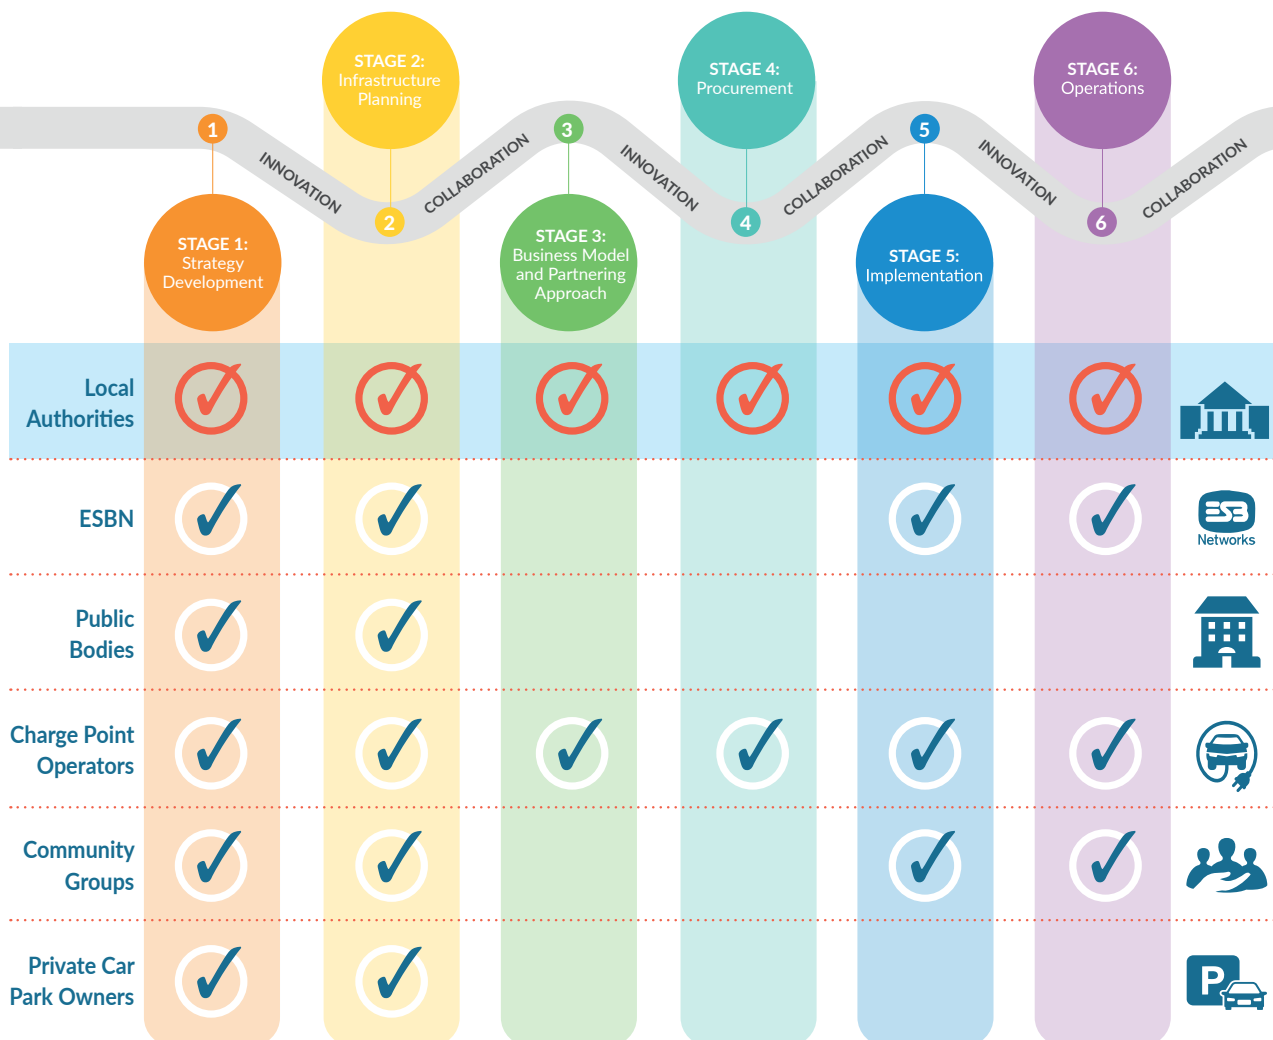 STAGE 2:
Infrastructure
Planning
STAGE 4:
Procurement
STAGE 6:
Operations
1
INNOVATION
2
COLLABORATION
3
INNOVATION
4
COLLABORATION
5
INNOVATION
6
COLLABORATION
STAGE 1:
Strategy
Development
STAGE 3:
Business Model
and Partnering
Approach
STAGE 5:
Implementation
Local
Authorities
ESBN
ESB
Networks
Public
Bodies
Charge Point
Operators
Community
Groups
Private Car
Park Owners
P